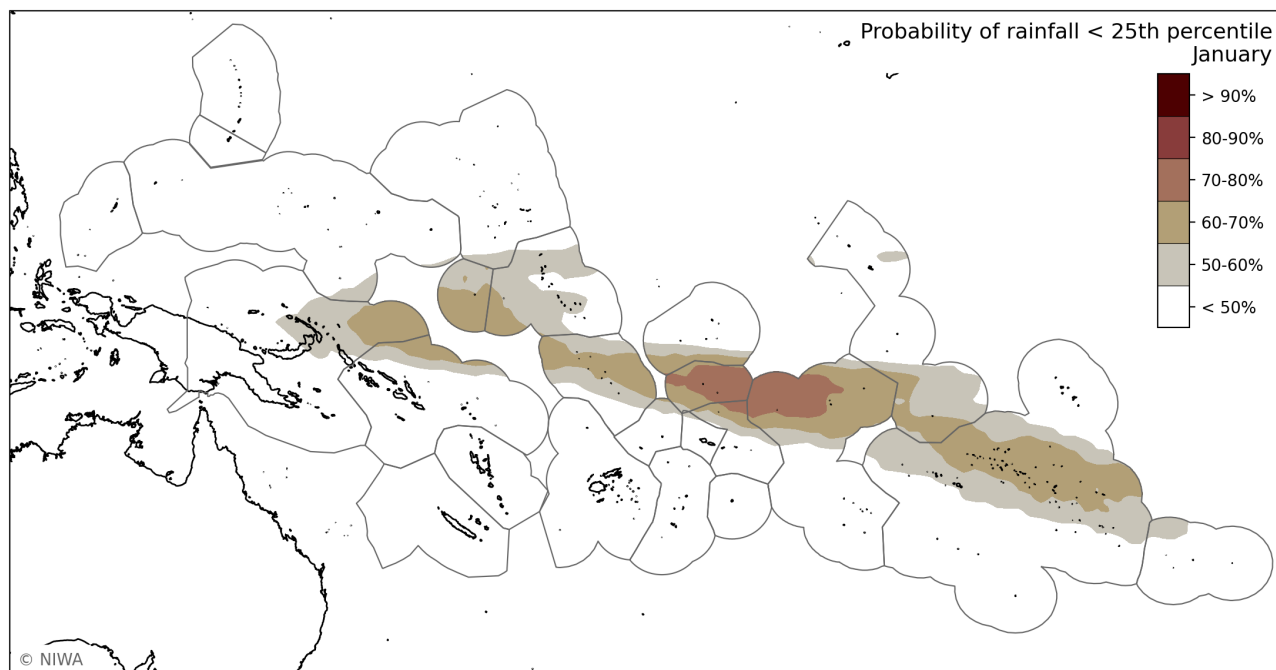 Probability of rainfall < 25th percentile
January
> 90%
80-90%
70-80%
60-70%
50-60%
< 50%
© NIWA